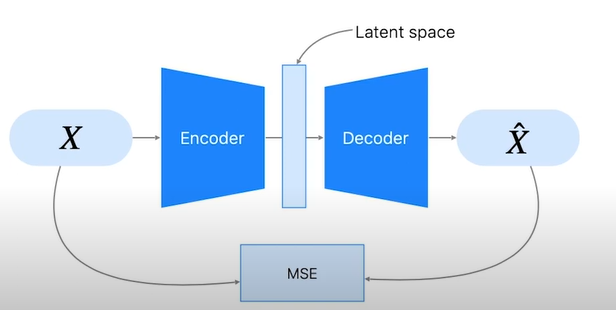 Latent space
X
Encoder
Decoder
X̂
MSE